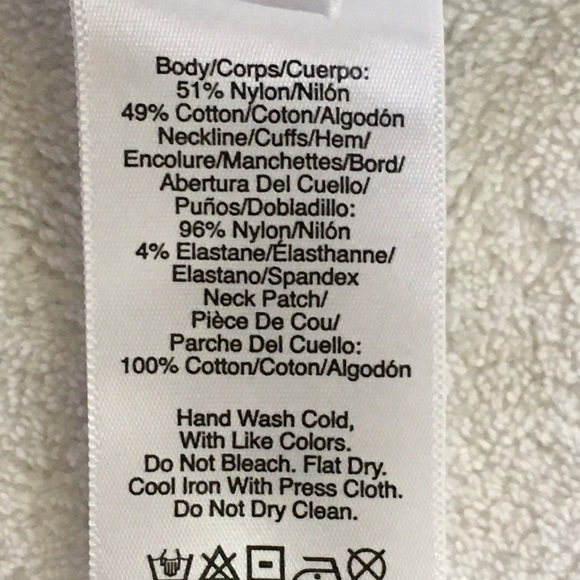 Body/Corps/Cuerpo:
51% Nylon/Nilón
49% Cotton/Coton/Algodón
Neckline/Cuffs/Hem/
Encolure/Manchettes/Bord/
Abertura Del Cuello/
Puños/Dobladillo:
96% Nylon/Nilón
4% Elastane/Élasthanne/
Elastano/Spandex
Neck Patch/
Pièce De Cou/
Parche Del Cuello:
100% Cotton/Coton/Algodón
Hand Wash Cold,
With Like Colors.
Do Not Bleach. Flat Dry.
Cool Iron With Press Cloth.
Do Not Dry Clean.